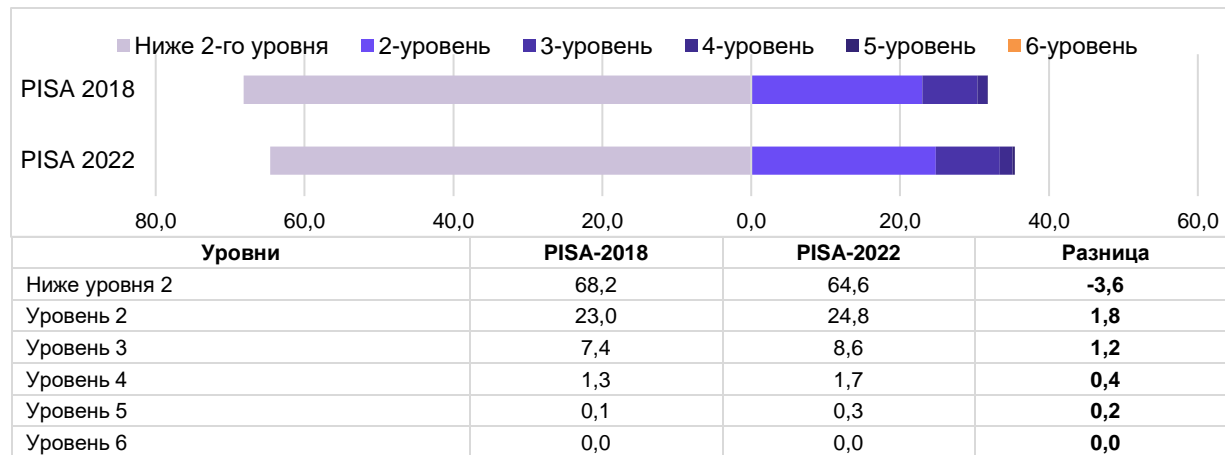 Ниже 2-го уровня 2-уровень 3-уровень 4-уровень 5-уровень 6-уровень
PISA 2018
PISA 2022
80,0 60,0 40,0 20,0 0,0 20,0 40,0 60,0
Уровни PISA-2018 PISA-2022 Разница
Ниже уровня 2 68,2 64,6 -3,6
Уровень 2 23,0 24,8 1,8
Уровень 3 7,4 8,6 1,2
Уровень 4 1,3 1,7 0,4
Уровень 5 0,1 0,3 0,2
Уровень 6 0,0 0,0 0,0